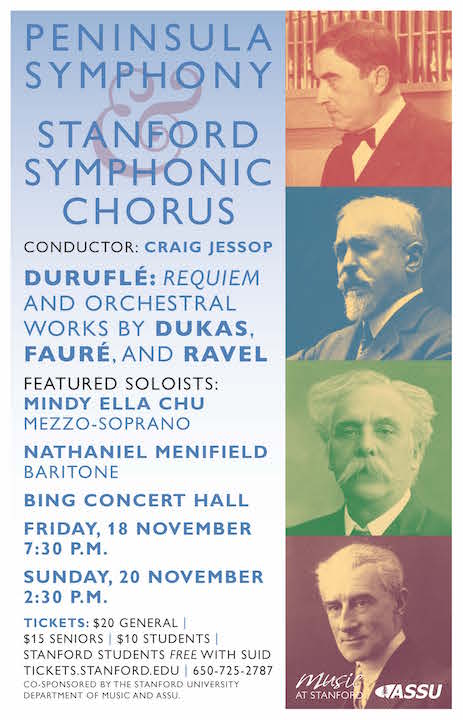 PENINSULA
SYMPHONY
&
STANFORD
SYMPHONIC
CHORUS
CONDUCTOR: CRAIG JESSOP
DURUFLÉ: REQUIEM
AND ORCHESTRAL
WORKS BY DUKAS,
FAURÉ, AND RAVEL
FEATURED SOLOISTS:
MINDY ELLA CHU
MEZZO-SOPRANO
NATHANIEL MENIFIELD
BARITONE
BING CONCERT HALL
FRIDAY, 18 NOVEMBER
7:30 P.M.
SUNDAY, 20 NOVEMBER
2:30 P.M.
TICKETS: $20 GENERAL |
$15 SENIORS | $10 STUDENTS |
STANFORD STUDENTS FREE WITH SUID
TICKETS.STANFORD.EDU | 650-725-2787
CO-SPONSORED BY THE STANFORD UNIVERSITY
DEPARTMENT OF MUSIC AND ASSU.
music
AT STANFORD
ASSU